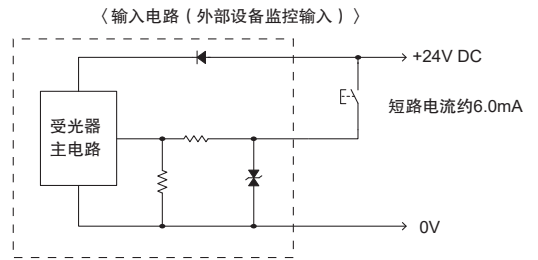 〈输入电路（外部设备监控输入）〉
+24V DC
短路电流约6.0mA
受光器
主电路
0V